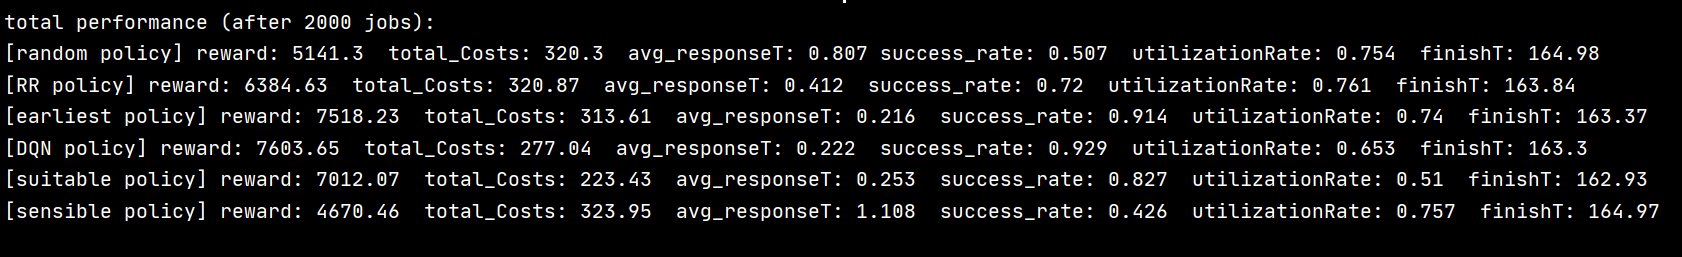 total performance (after 2000 jobs):
[random policy] reward: 5141.3  total_Costs: 320.3  avg_responseT: 0.807 success_rate: 0.507  utilizationRate: 0.754  finishT: 164.98
[RR policy] reward: 6384.63  total_Costs: 320.87  avg_responseT: 0.412  success_rate: 0.72  utilizationRate: 0.761  finishT: 163.84
[earliest policy] reward: 7518.23  total_Costs: 313.61  avg_responseT: 0.216  success_rate: 0.914  utilizationRate: 0.74  finishT: 163.37
[DQN policy] reward: 7603.65  total_Costs: 277.04  avg_responseT: 0.222  success_rate: 0.929  utilizationRate: 0.653  finishT: 163.3
[suitable policy] reward: 7012.07  total_Costs: 223.43  avg_responseT: 0.253  success_rate: 0.827  utilizationRate: 0.51  finishT: 162.93
[sensible policy] reward: 4670.46  total_Costs: 323.95  avg_responseT: 1.108  success_rate: 0.426  utilizationRate: 0.757  finishT: 164.97